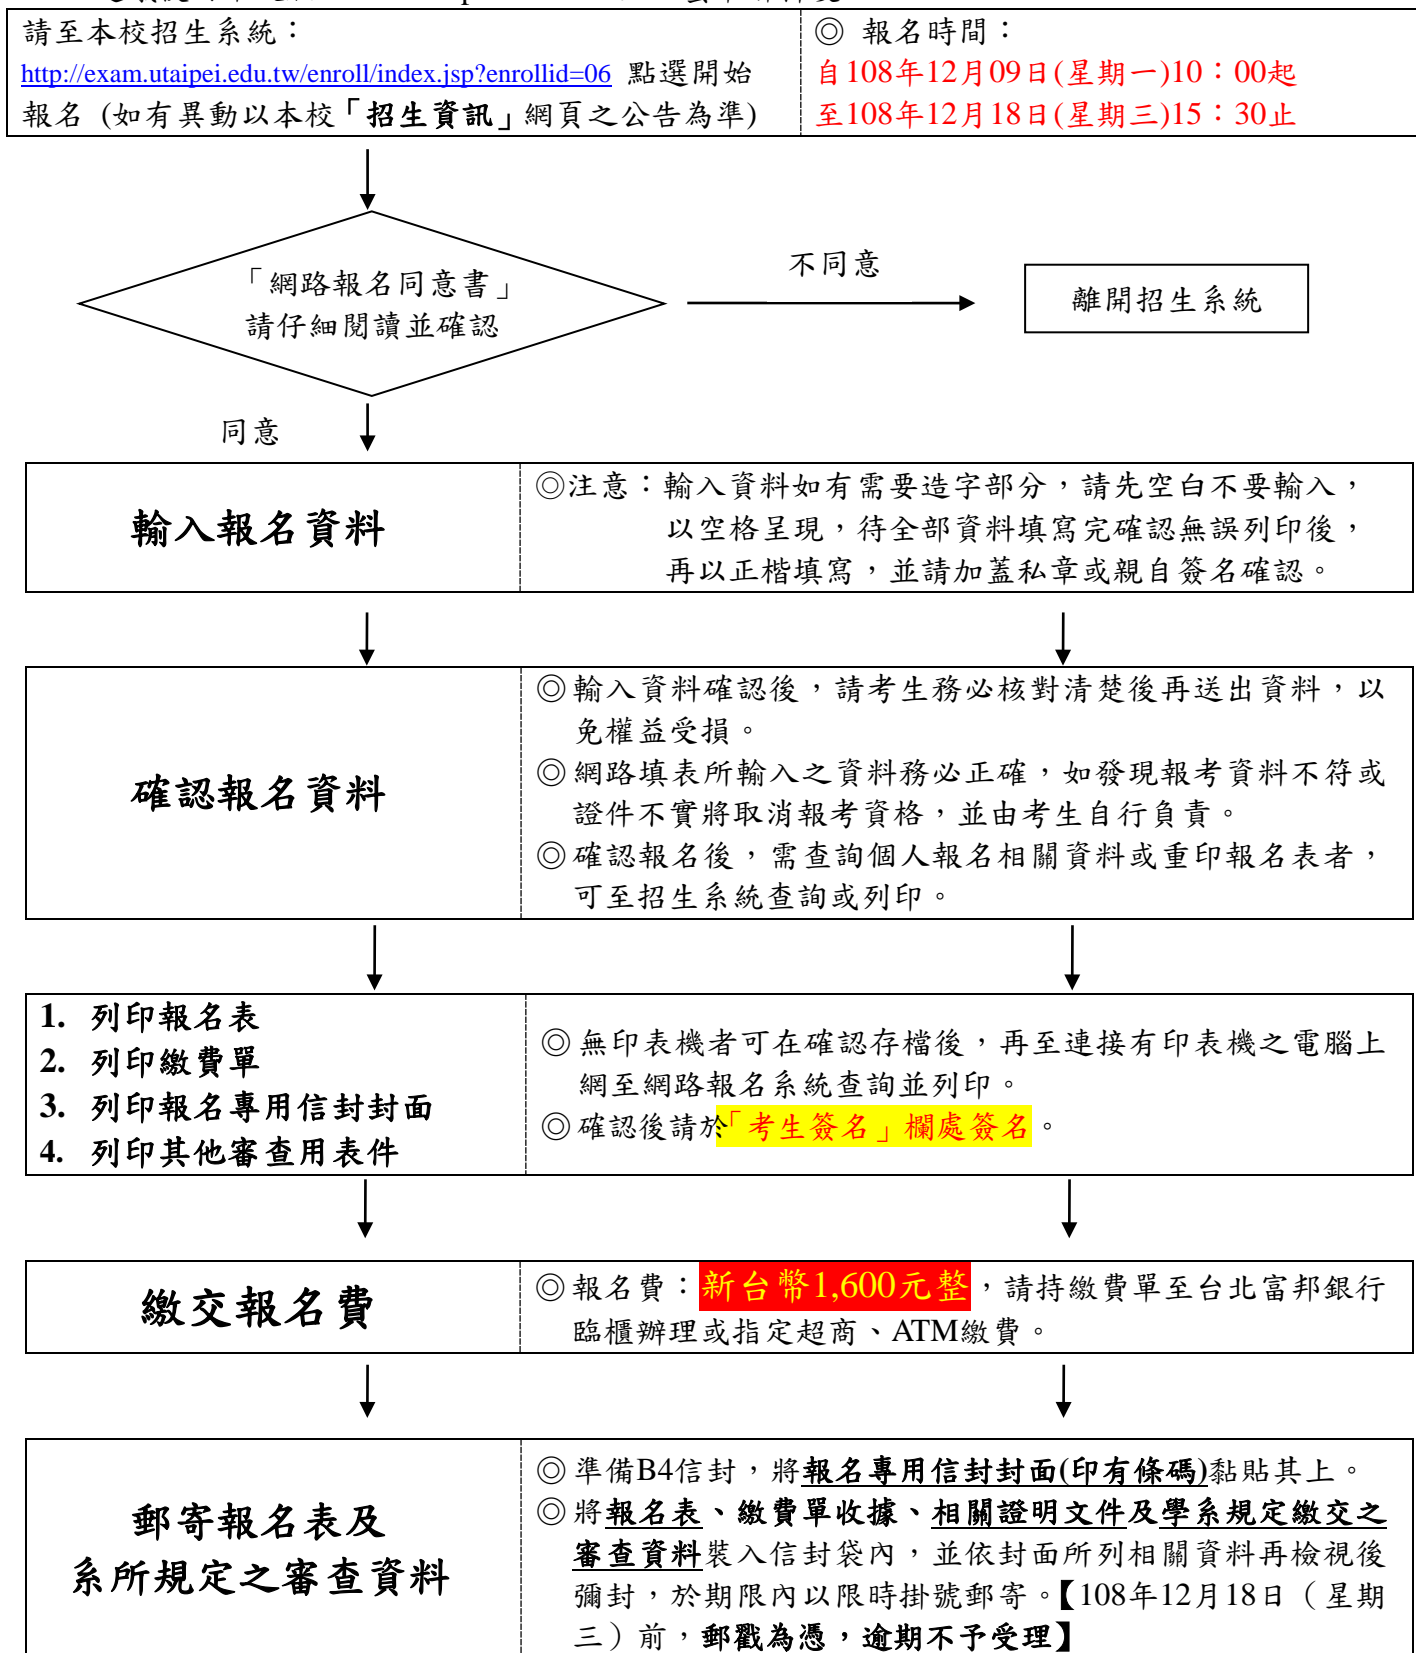 請至本校招生系統：
http://exam.utaipei.edu.tw/enroll/index.jsp?enrollid=06 點選開始
報名 (如有異動以本校「招生資訊」網頁之公告為準)
◎ 報名時間：
自108年12月09日(星期一)10：00起
至108年12月18日(星期三)15：30止
「網路報名同意書」
請仔細閱讀並確認
不同意
離開招生系統
同意
輸入報名資料
◎注意：輸入資料如有需要造字部分，請先空白不要輸入，
以空格呈現，待全部資料填寫完確認無誤列印後，
再以正楷填寫，並請加蓋私章或親自簽名確認。
確認報名資料
◎輸入資料確認後，請考生務必核對清楚後再送出資料，以
免權益受損。
◎網路填表所輸入之資料務必正確，如發現報考資料不符或
證件不實將取消報考資格，並由考生自行負責。
◎確認報名後，需查詢個人報名相關資料或重印報名表者，
可至招生系統查詢或列印。
1. 列印報名表
2. 列印繳費單
3. 列印報名專用信封封面
4. 列印其他審查用表件
◎無印表機者可在確認存檔後，再至連接有印表機之電腦上
網至網路報名系統查詢並列印。
◎確認後請於「考生簽名」欄處簽名。
繳交報名費
◎報名費：新台幣1,600元整，請持繳費單至台北富邦銀行
臨櫃辦理或指定超商、ATM繳費。
郵寄報名表及
系所規定之審查資料
◎準備B4信封，將報名專用信封封面(印有條碼)黏貼其上。
◎將報名表、繳費單收據、相關證明文件及學系規定繳交之
審查資料裝入信封袋內，並依封面所列相關資料再檢視後
彌封，於期限內以限時掛號郵寄。【108年12月18日（星期
三）前，郵戳為憑，逾期不予受理】